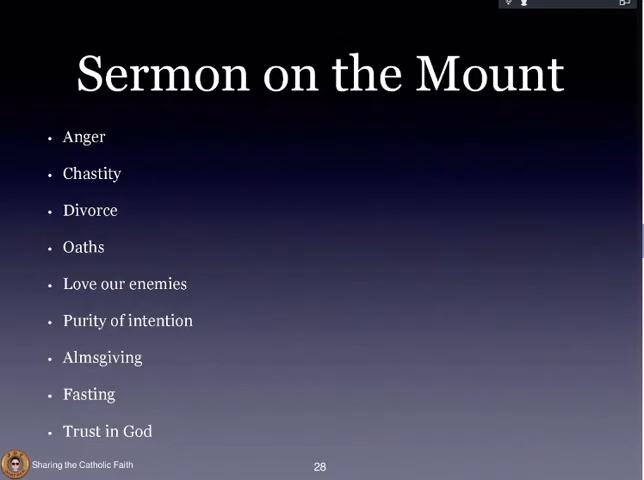 Sermon on the Mount
• Anger
• Chastity
• Divorce
• Oaths
• Love our enemies
• Purity of intention
• Almsgiving
• Fasting
• Trust in God
Sharing the Catholic Faith
28